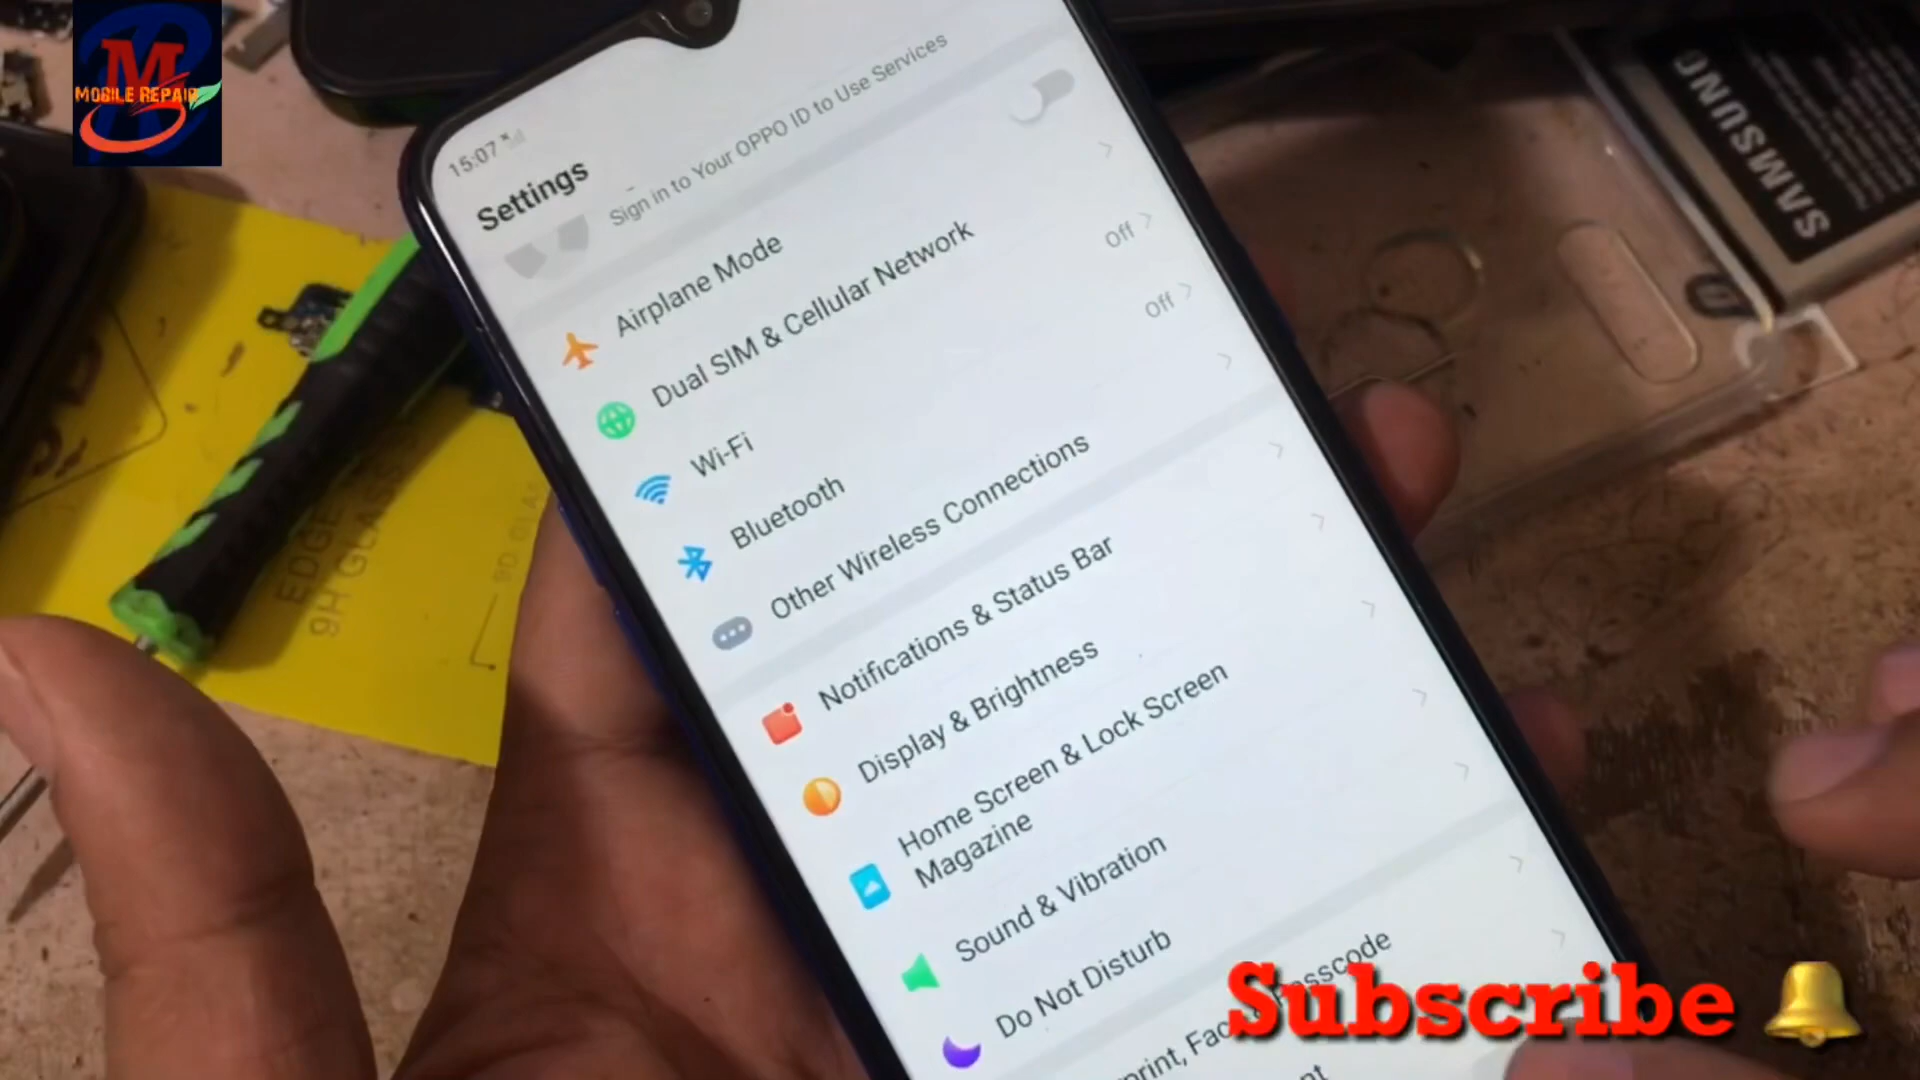 M
MOBILE REPAIR
15:07
Settings
Sign in to Your OPPO ID to Use Services
Airplane Mode
Dual SIM & Cellular Network
Wi-Fi
Off
Bluetooth
Off
Other Wireless Connections
Notifications & Status Bar
Display & Brightness
Home Screen & Lock Screen
Magazine
Sound & Vibration
Do Not Disturb
Passcode
Subscribe
SAMSUNG
EDGE
9H GLASS